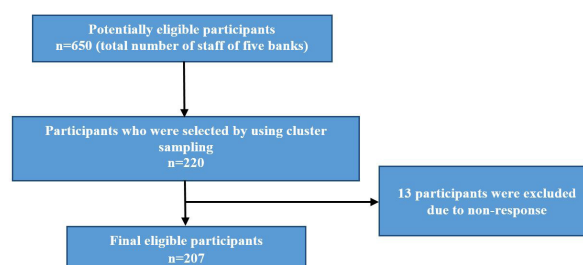 Potentially eligible participants
n=650 (total number of staff of five banks)
Participants who were selected by using cluster
sampling
n=220
13 participants were excluded
due to non-response
Final eligible participants
n=207